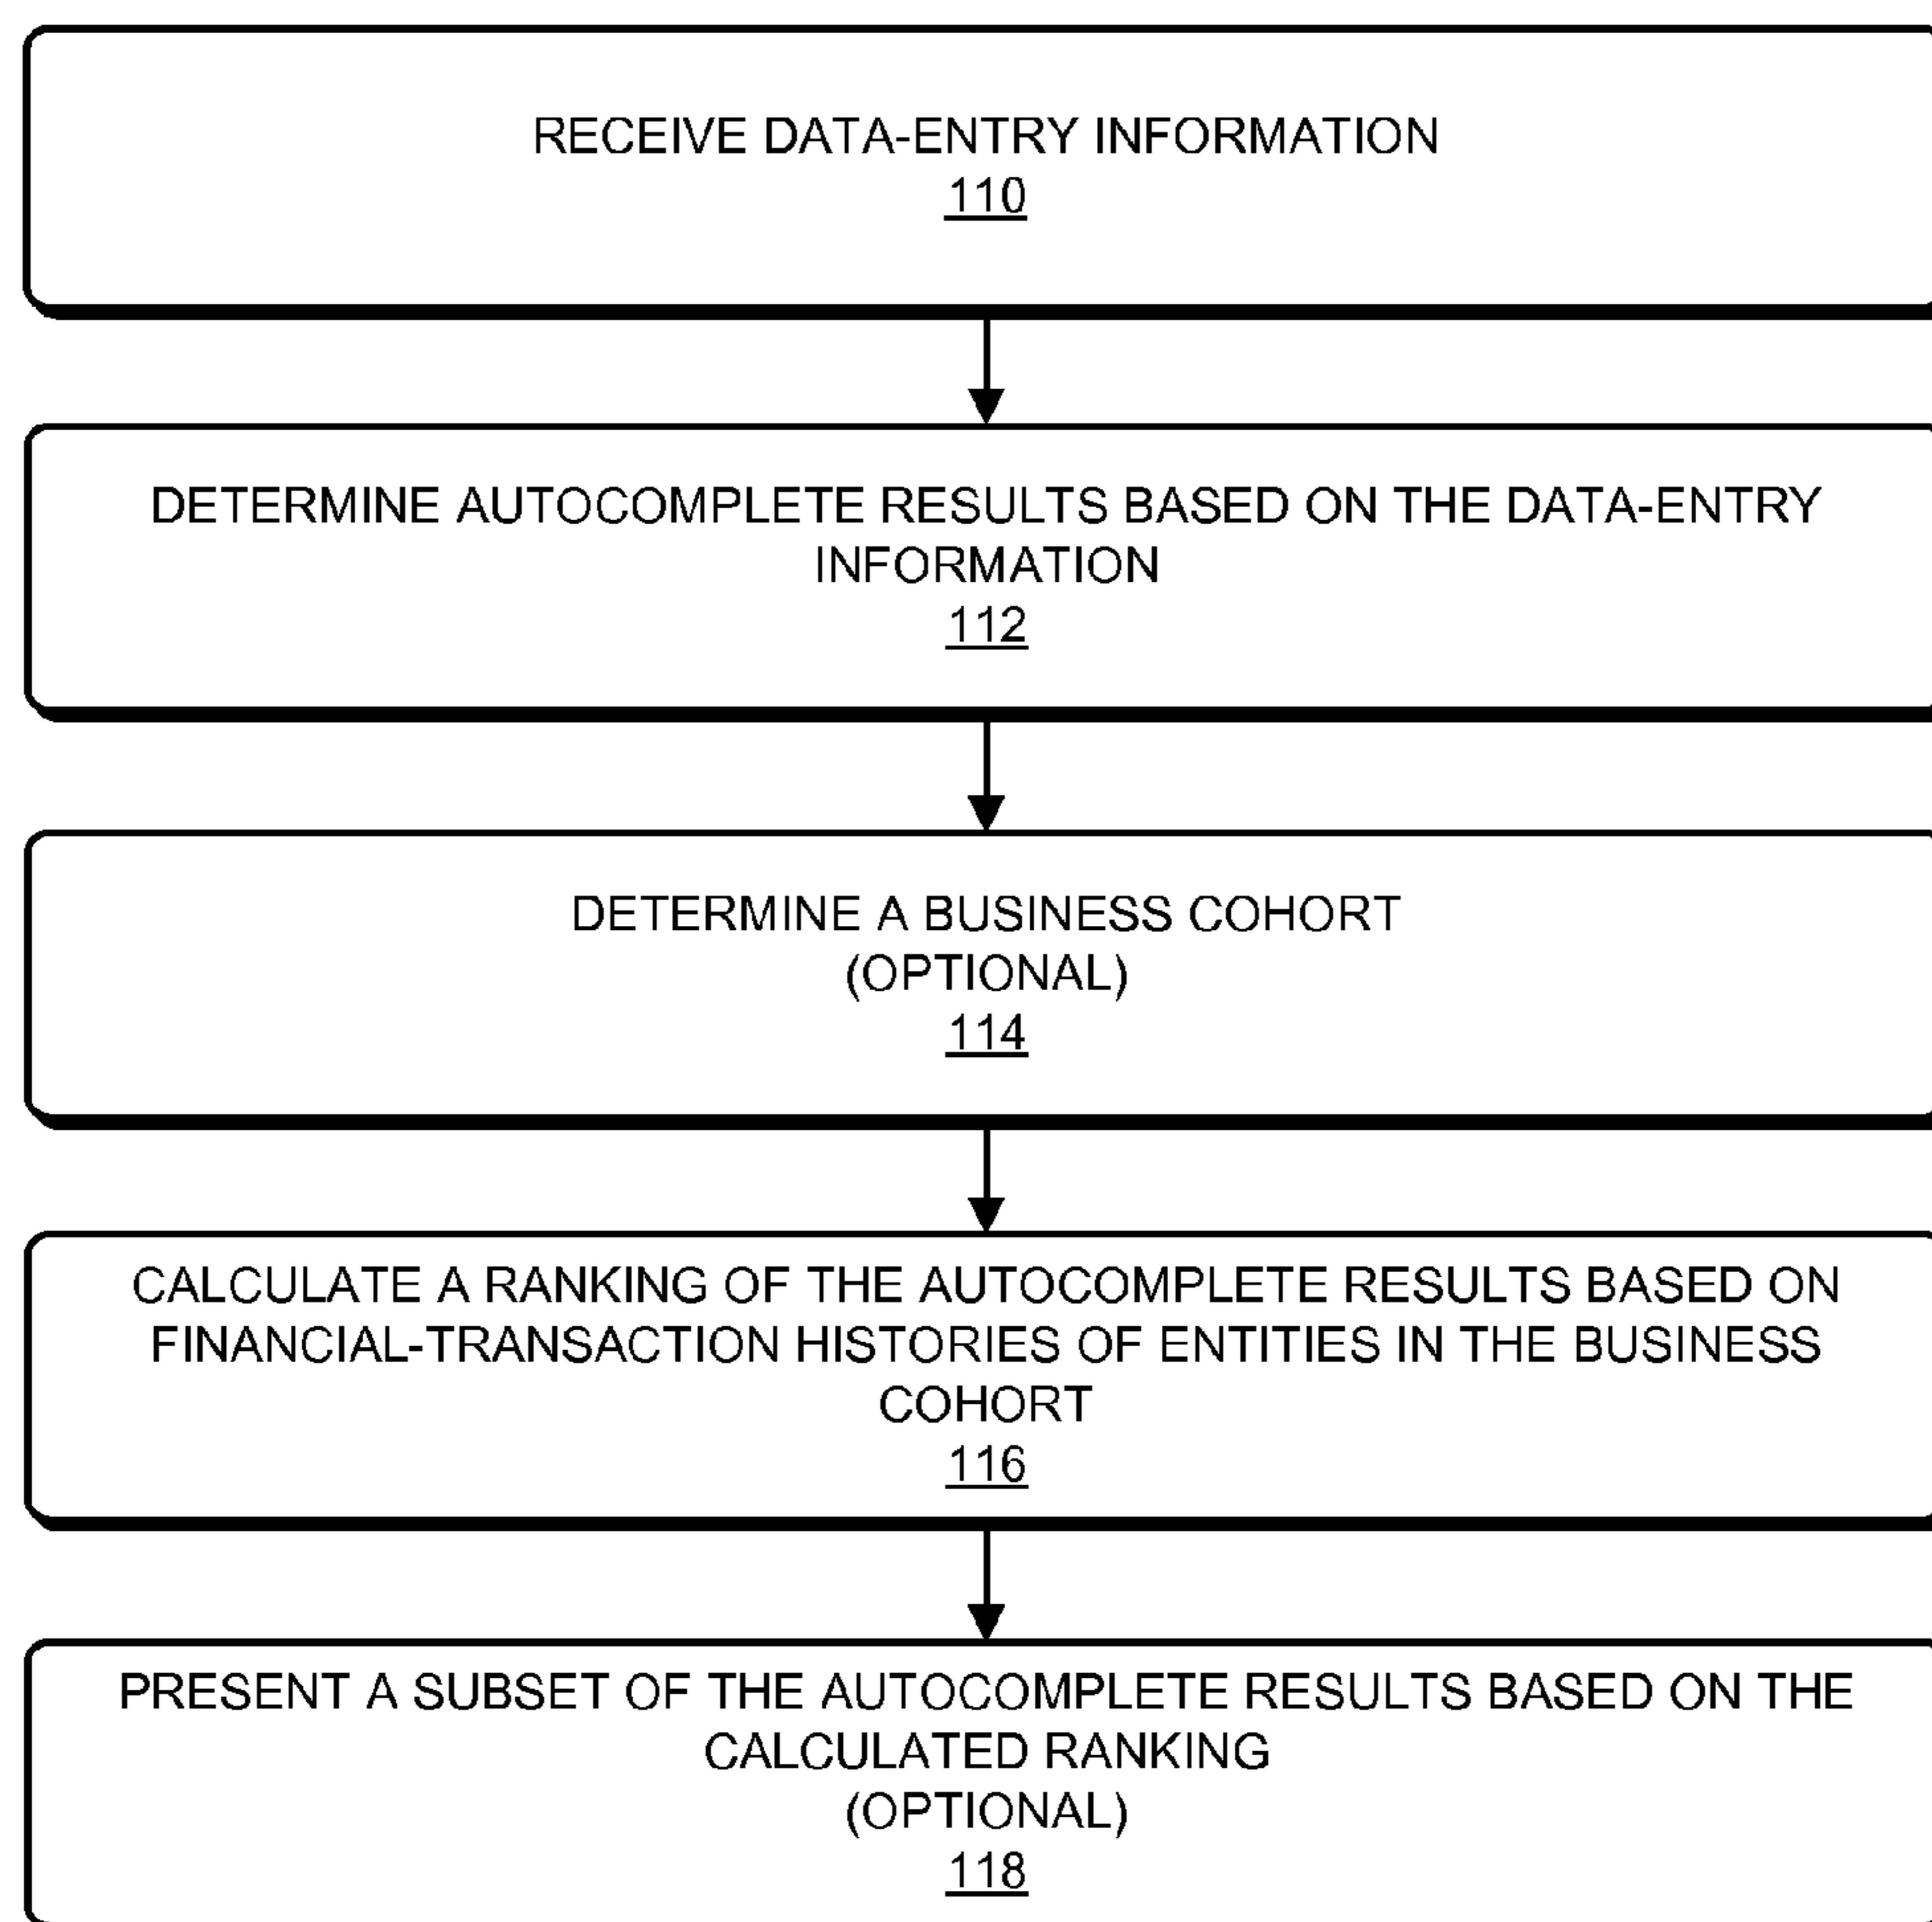 RECEIVE DATA-ENTRY INFORMATION
110
DETERMINE AUTOCOMPLETE RESULTS BASED ON THE DATA-ENTRY
INFORMATION
112
DETERMINE A BUSINESS COHORT
(OPTIONAL)
114
CALCULATE A RANKING OF THE AUTOCOMPLETE RESULTS BASED ON
FINANCIAL-TRANSACTION HISTORIES OF ENTITIES IN THE BUSINESS
COHORT
116
PRESENT A SUBSET OF THE AUTOCOMPLETE RESULTS BASED ON THE
CALCULATED RANKING
(OPTIONAL)
118